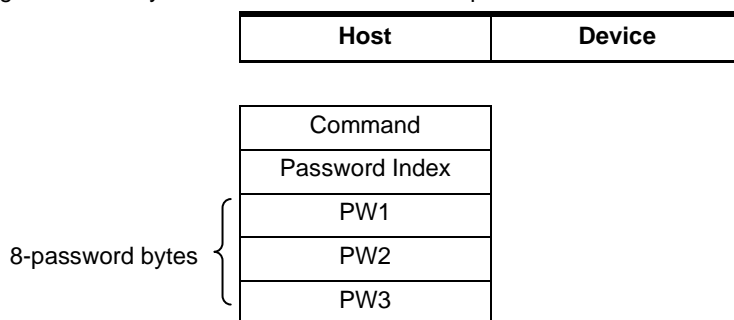 Host Device
Command
Password Index
PW1
8-password bytes PW2
PW3